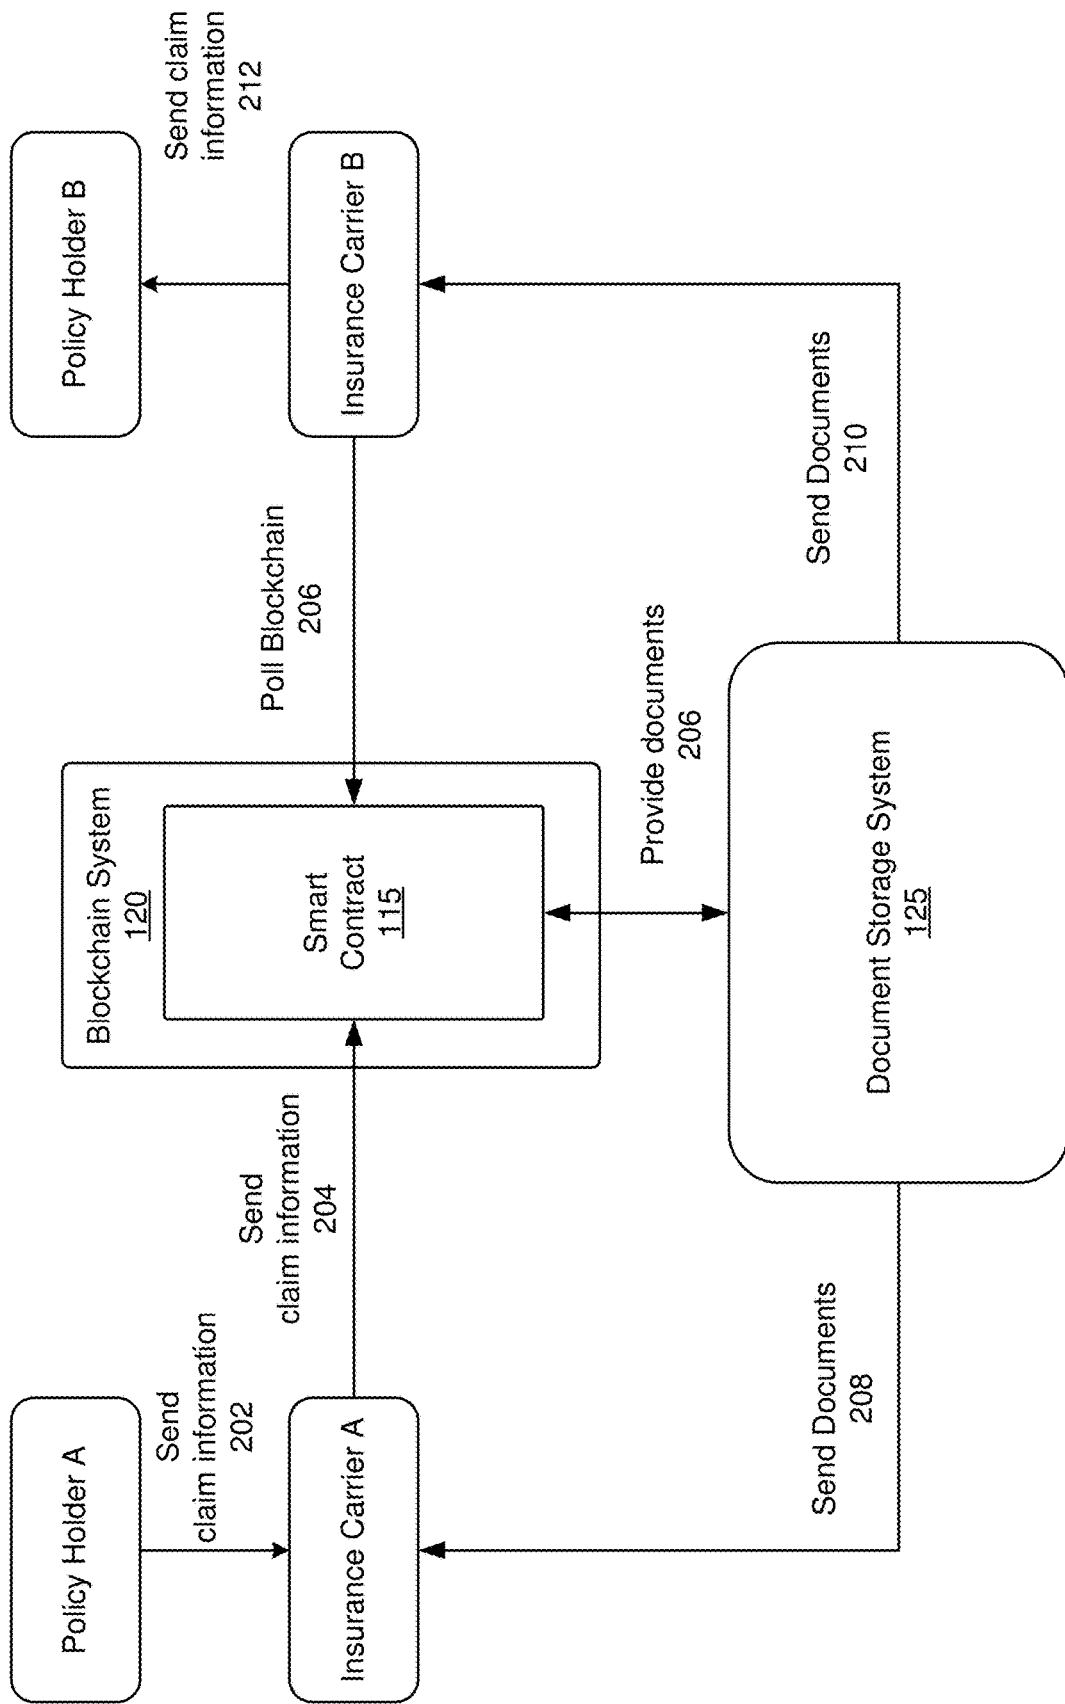 Policy Holder A
Send
claim information
202
Insurance Carrier A
Send
claim information
204
Blockchain System
120
Smart
Contract
115
Poll Blockchain
206
Policy Holder B
Send claim
information
212
Insurance Carrier B
Provide documents
206
Send Documents
208
Document Storage System
125
Send Documents
210